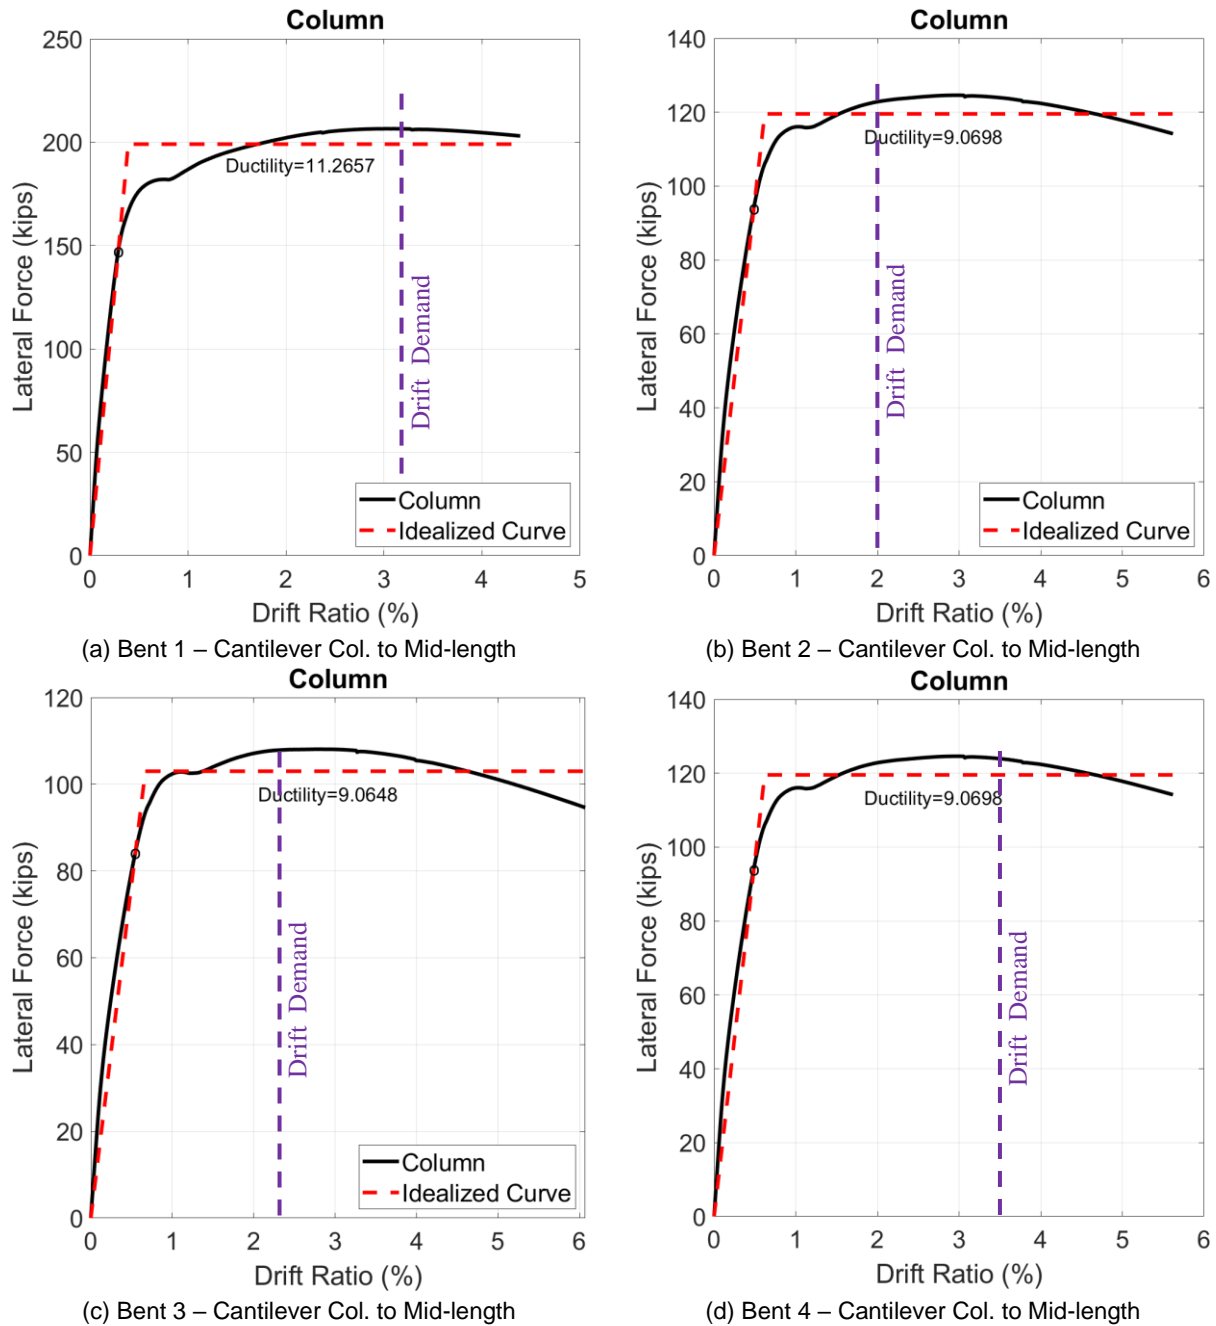 Column
250
200
150
100
50
0
Lateral Force (kips)
Ductility=11.2657
Drift Demand
Column
Idealized Curve
0 1 2 3 4 5
Drift Ratio (%)
(a) Bent 1 – Cantilever Col. to Mid-length
Column
140
120
100
80
60
40
20
0
Lateral Force (kips)
Ductility=9.0698
Drift Demand
Column
Idealized Curve
0 1 2 3 4 5 6
Drift Ratio (%)
(b) Bent 2 – Cantilever Col. to Mid-length
Column
120
100
80
60
40
20
0
Lateral Force (kips)
Ductility=9.0648
Drift Demand
Column
Idealized Curve
0 1 2 3 4 5 6
Drift Ratio (%)
(c) Bent 3 – Cantilever Col. to Mid-length
Column
140
120
100
80
60
40
20
0
Lateral Force (kips)
Ductility=9.0698
Drift Demand
0 1 2 3 4 5 6
Drift Ratio (%)
(d) Bent 4 – Cantilever Col. to Mid-length